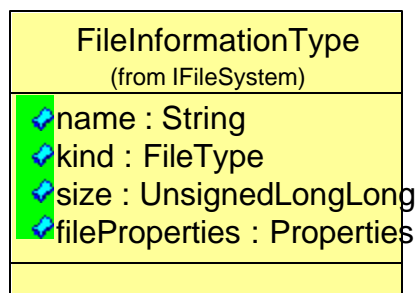 FileInformationType
(from IFileSystem)
name : String
kind : FileType
size : UnsignedLongLong
fileProperties : Properties